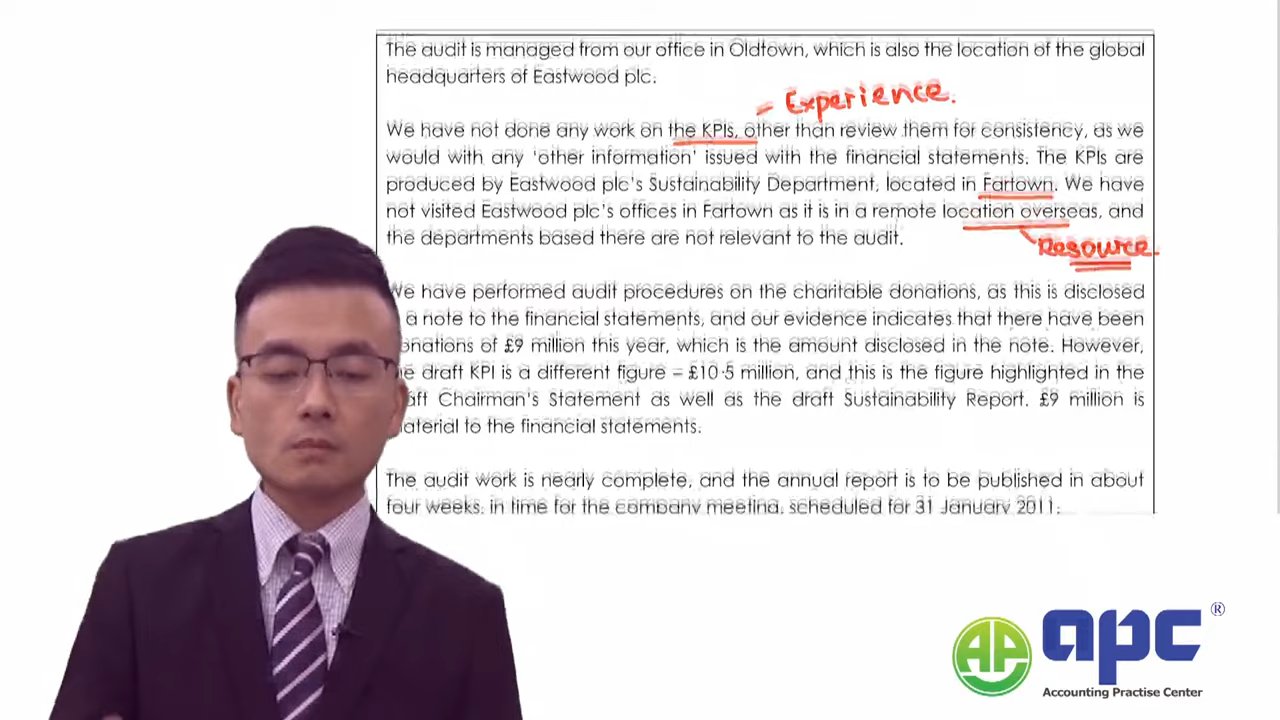 The audit is managed from our office in Oldtown, which is also the location of the global
headquarters of Eastwood plc.
– Experience.
We have not done any work on the KPIs, other than review them for consistency, as we
would with any ‘other information’ issued with the financial statements. The KPIs are
produced by Eastwood plc’s Sustainability Department, located in Fartown. We have
not visited Eastwood plc’s offices in Fartown as it is in a remote location overseas, and
the departments based there are not relevant to the audit.
Resource.
We have performed audit procedures on the charitable donations, as this is disclosed
a note to the financial statements, and our evidence indicates that there have been
onations of £9 million this year, which is the amount disclosed in the note. However,
e draft KPI is a different figure – £10·5 million, and this is the figure highlighted in the
aft Chairman’s Statement as well as the draft Sustainability Report. £9 million is
aterial to the financial statements.
The audit work is nearly complete, and the annual report is to be published in about
four weeks, in time for the company meeting, scheduled for 31 January 2011.
AP apc ®
Accounting Practise Center